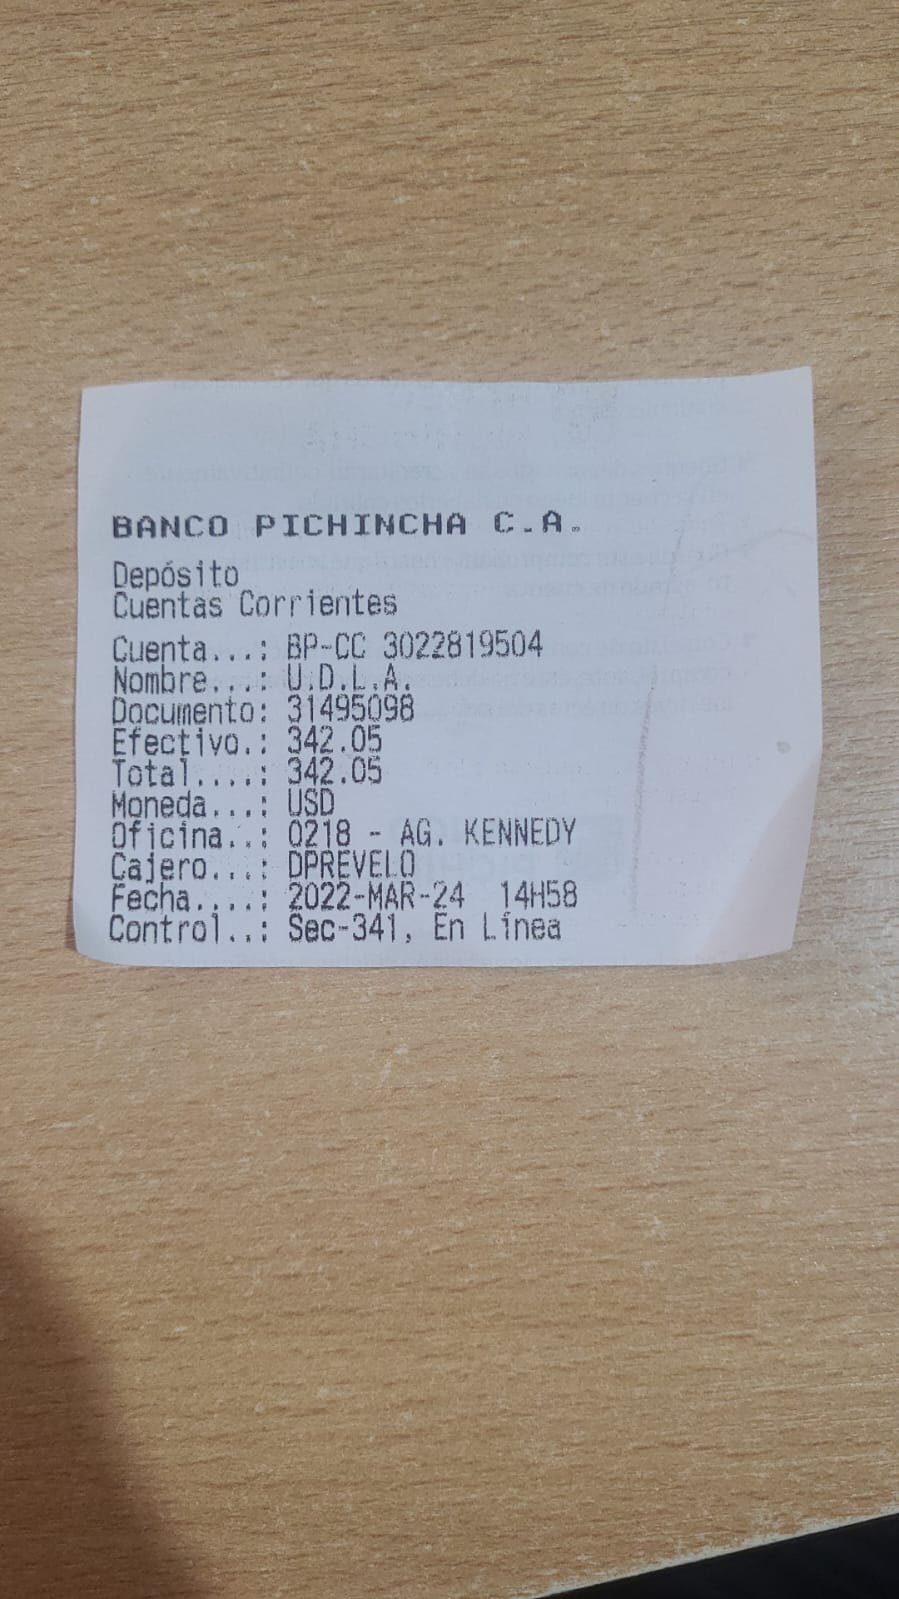 BANCO PICHINCHA C.A.
Depósito
Cuentas Corrientes
Cuenta...: BP-CC 3022819504
Nombre...: U.D.L.A.
Documento: 31495098
Efectivo.: 342.05
Total....: 342.05
Moneda...: USD
Oficina..: 0218 - AG. KENNEDY
Cajero...: DPREVELO
Fecha....: 2022-MAR-24 14H58
Control..: Sec-341, En Línea